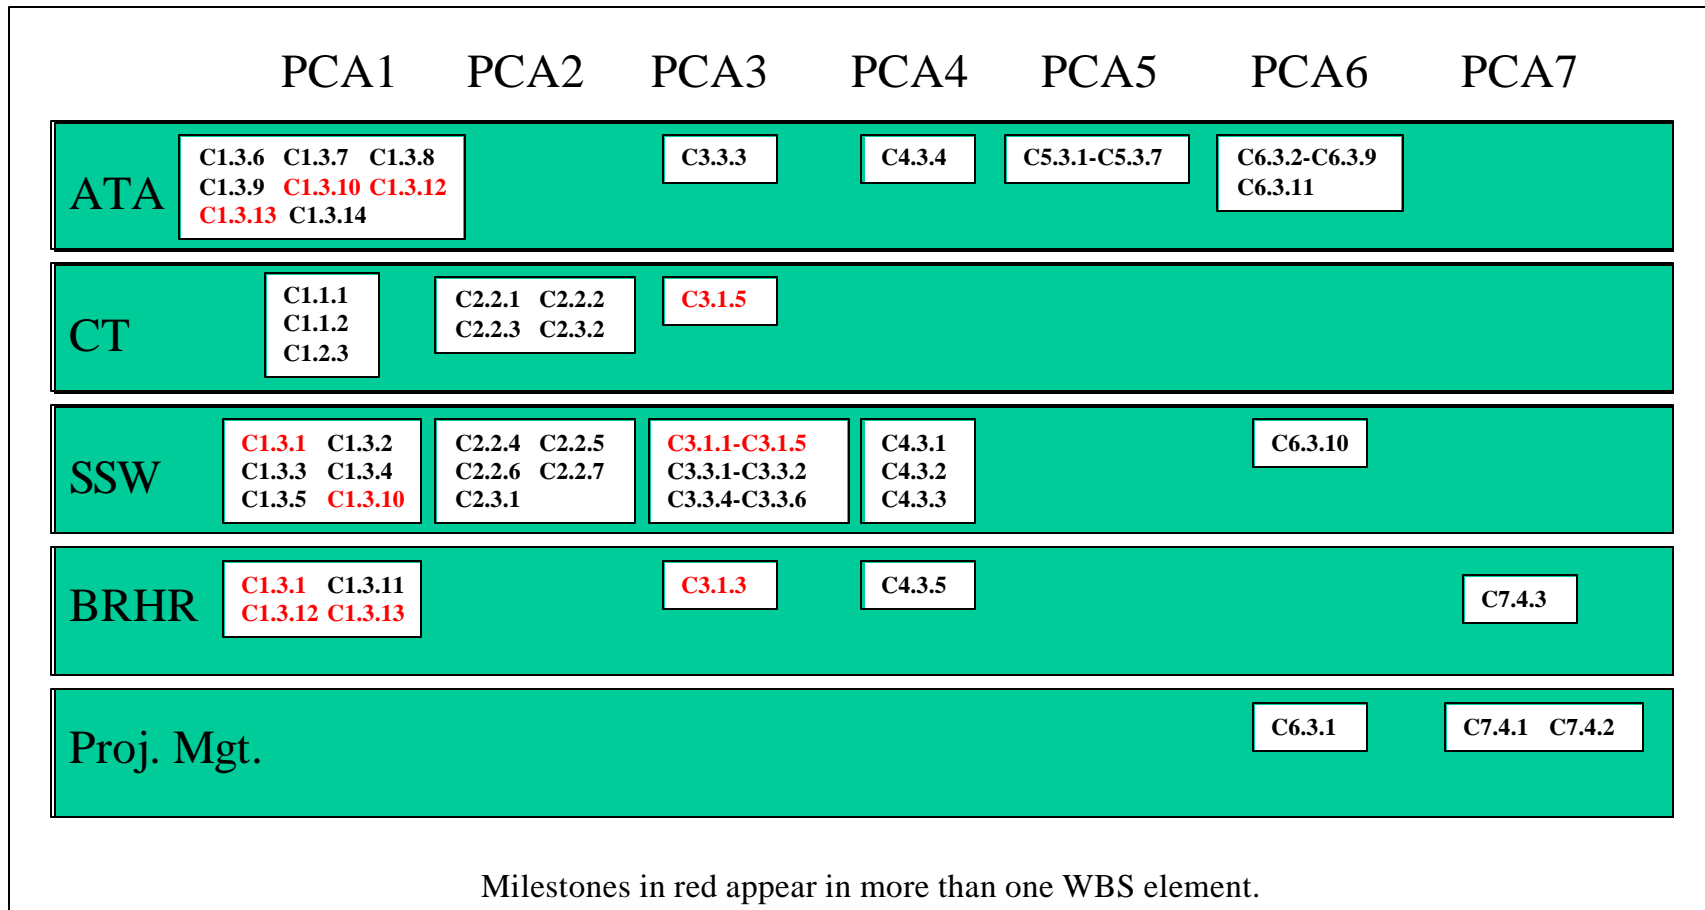 PCA1 PCA2 PCA3 PCA4 PCA5 PCA6 PCA7
ATA
C1.3.6 C1.3.7 C1.3.8
C1.3.9 C1.3.10 C1.3.12
C1.3.13 C1.3.14
C3.3.3
C4.3.4
C5.3.1-C5.3.7
C6.3.2-C6.3.9
C6.3.11
CT
C1.1.1
C1.1.2
C1.2.3
C2.2.1 C2.2.2
C2.2.3 C2.3.2
C3.1.5
SSW
C1.3.1 C1.3.2
C1.3.3 C1.3.4
C1.3.5 C1.3.10
C2.2.4 C2.2.5
C2.2.6 C2.2.7
C2.3.1
C3.1.1-C3.1.5
C3.3.1-C3.3.2
C3.3.4-C3.3.6
C4.3.1
C4.3.2
C4.3.3
C6.3.10
BRHR
C1.3.1 C1.3.11
C1.3.12 C1.3.13
C3.1.3
C4.3.5
C7.4.3
Proj. Mgt.
C6.3.1
C7.4.1 C7.4.2
Milestones in red appear in more than one WBS element.